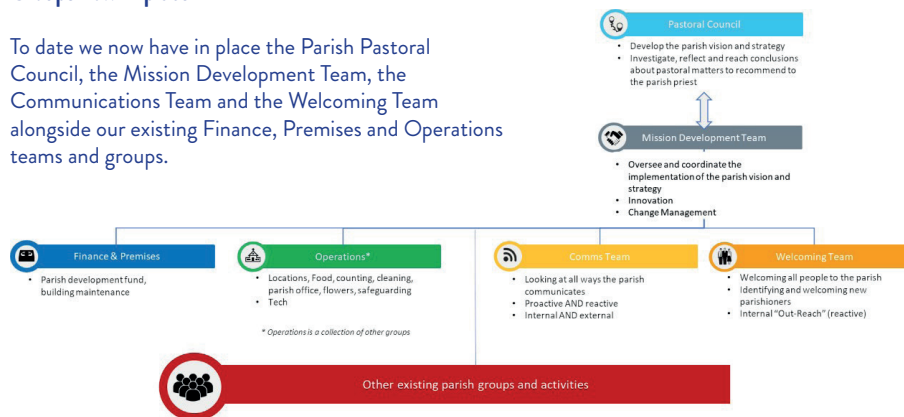 To date we now have in place the Parish Pastoral
Council, the Mission Development Team, the
Communications Team and the Welcoming Team
alongside our existing Finance, Premises and Operations
teams and groups.
Pastoral Council
• Develop the parish vision and strategy
• Investigate, reflect and reach conclusions
about pastoral matters to recommend to
the parish priest
Mission Development Team
• Oversee and coordinate the
implementation of the parish vision and
strategy
• Innovation
• Change Management
Finance & Premises
• Parish development fund,
building maintenance
Operations*
• Locations, Food, counting, cleaning,
parish office, flowers, safeguarding
• Tech
* Operations is a collection of other groups
Comms Team
• Looking at all ways the parish
communicates
• Proactive AND reactive
• Internal AND external
Welcoming Team
• Welcoming all people to the parish
• Identifying and welcoming new
parishioners
• Internal "Out-Reach" (reactive)
Other existing parish groups and activities